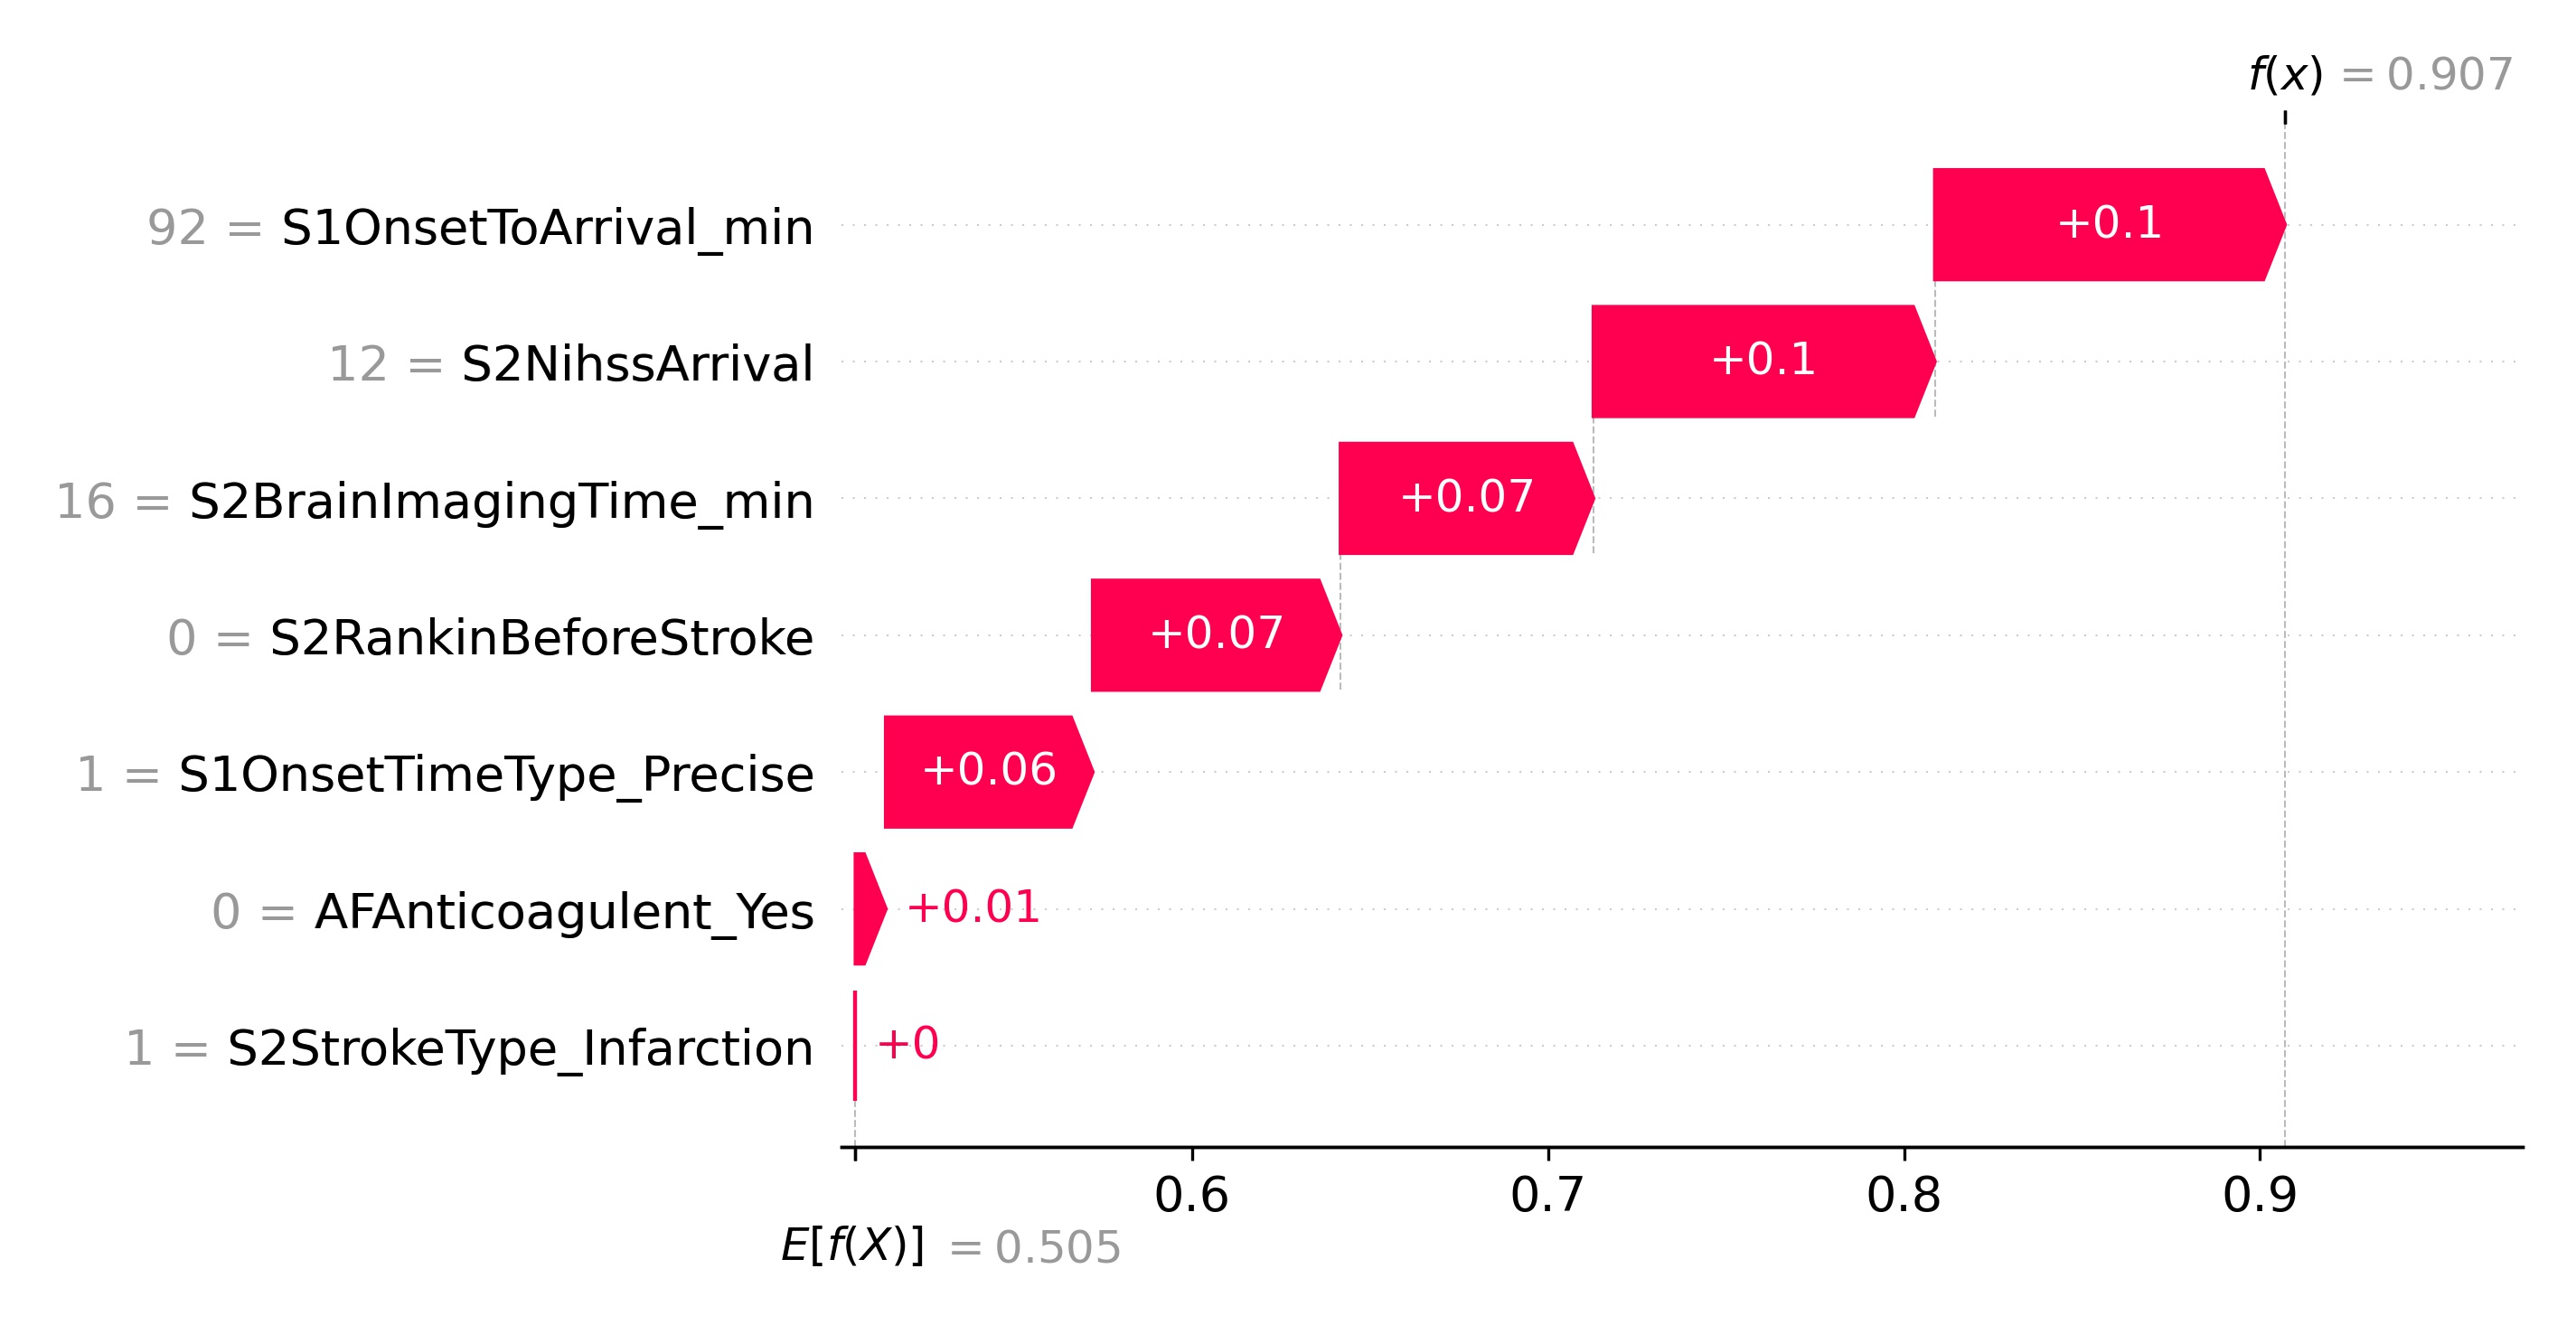 f(x) = 0.907
92 = S1OnsetToArrival_min +0.1
12 = S2NihssArrival +0.1
16 = S2BrainImagingTime_min +0.07
0 = S2RankinBeforeStroke +0.07
1 = S1OnsetTimeType_Precise +0.06
0 = AFAnticoagulent_Yes +0.01
1 = S2StrokeType_Infarction +0
0.6 0.7 0.8 0.9
E[f(X)] = 0.505